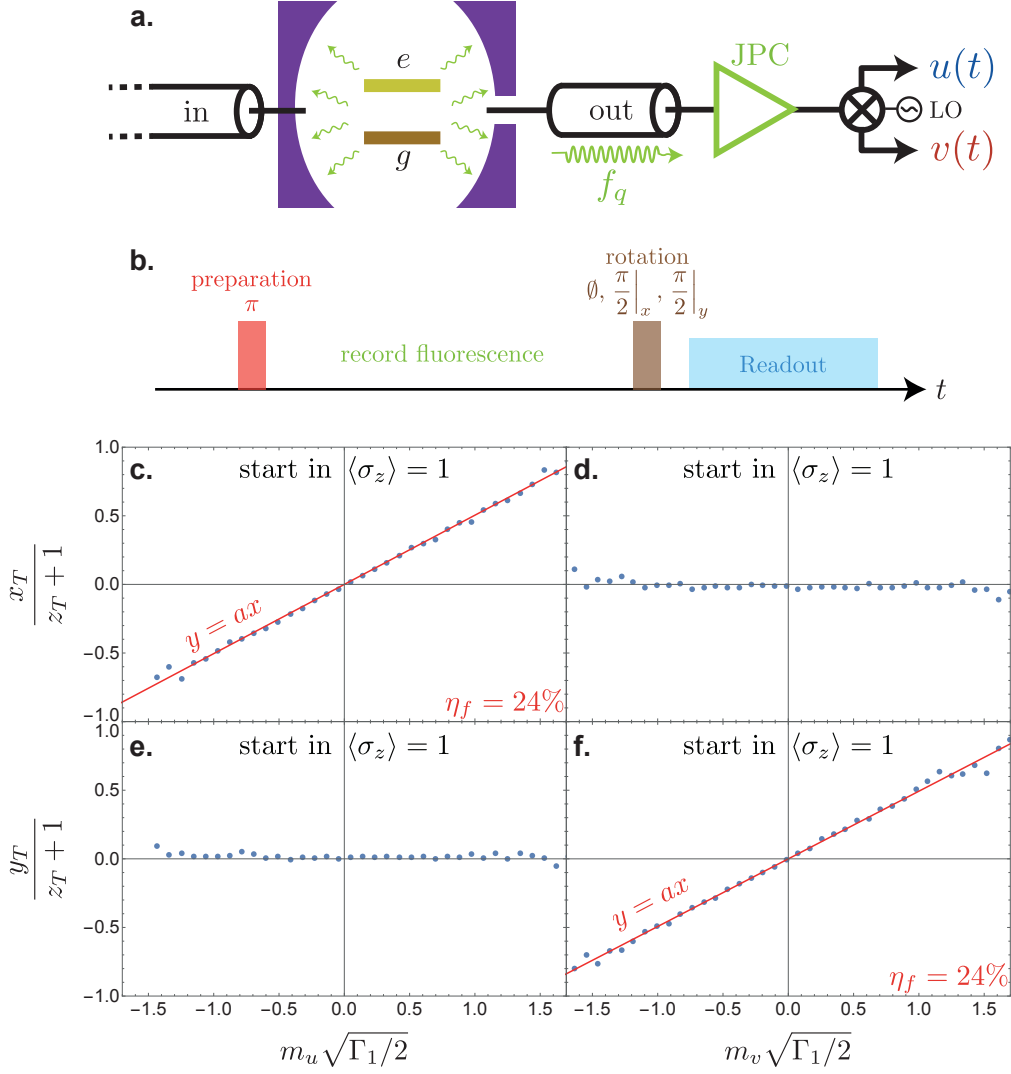 a.
in
e
g
out
f_q
JPC
u(t)
LO
v(t)
b.
preparation
π
record fluorescence
rotation
∅, π/2|_x, π/2|_y
Readout
t
c.
start in ⟨σ_z⟩ = 1
y = ax
η_f = 24%
x_T / (z_T + 1)
1.0
0.5
0.0
−0.5
−1.0
d.
start in ⟨σ_z⟩ = 1
e.
start in ⟨σ_z⟩ = 1
y_T / (z_T + 1)
0.5
0.0
−0.5
−1.0
−1.5 −1.0 −0.5 0.0 0.5 1.0 1.5
m_u √(Γ_1/2)
f.
start in ⟨σ_z⟩ = 1
y = ax
η_f = 24%
−1.5 −1.0 −0.5 0.0 0.5 1.0 1.5
m_v √(Γ_1/2)